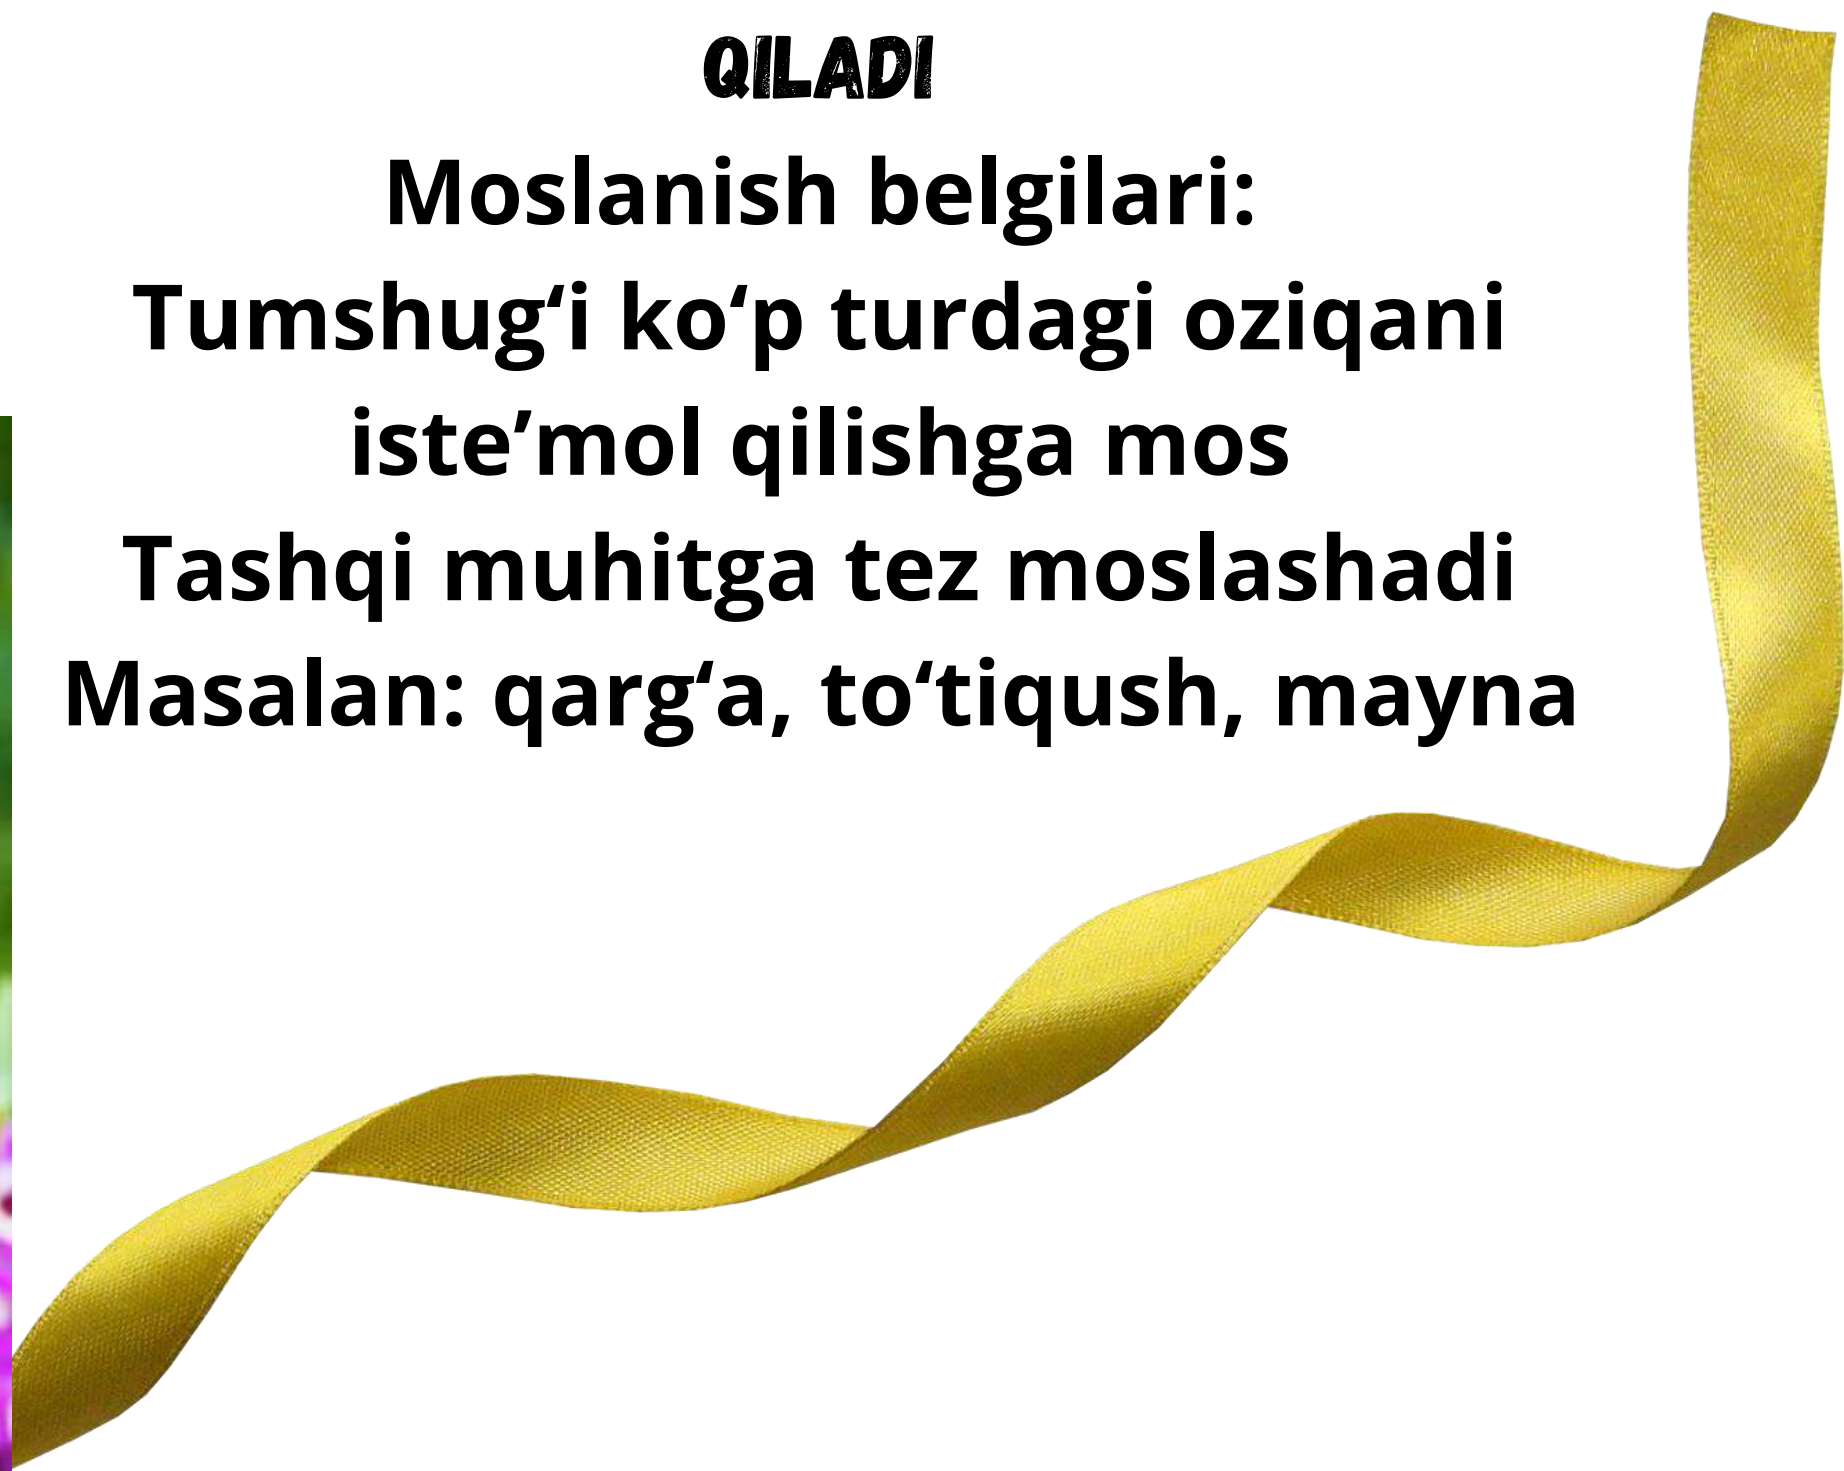 QILADI
Moslanish belgilari:
Tumshug‘i ko‘p turdagi oziqani
iste’mol qilishga mos
Tashqi muhitga tez moslashadi
Masalan: qarg‘a, to‘tiqush, mayna